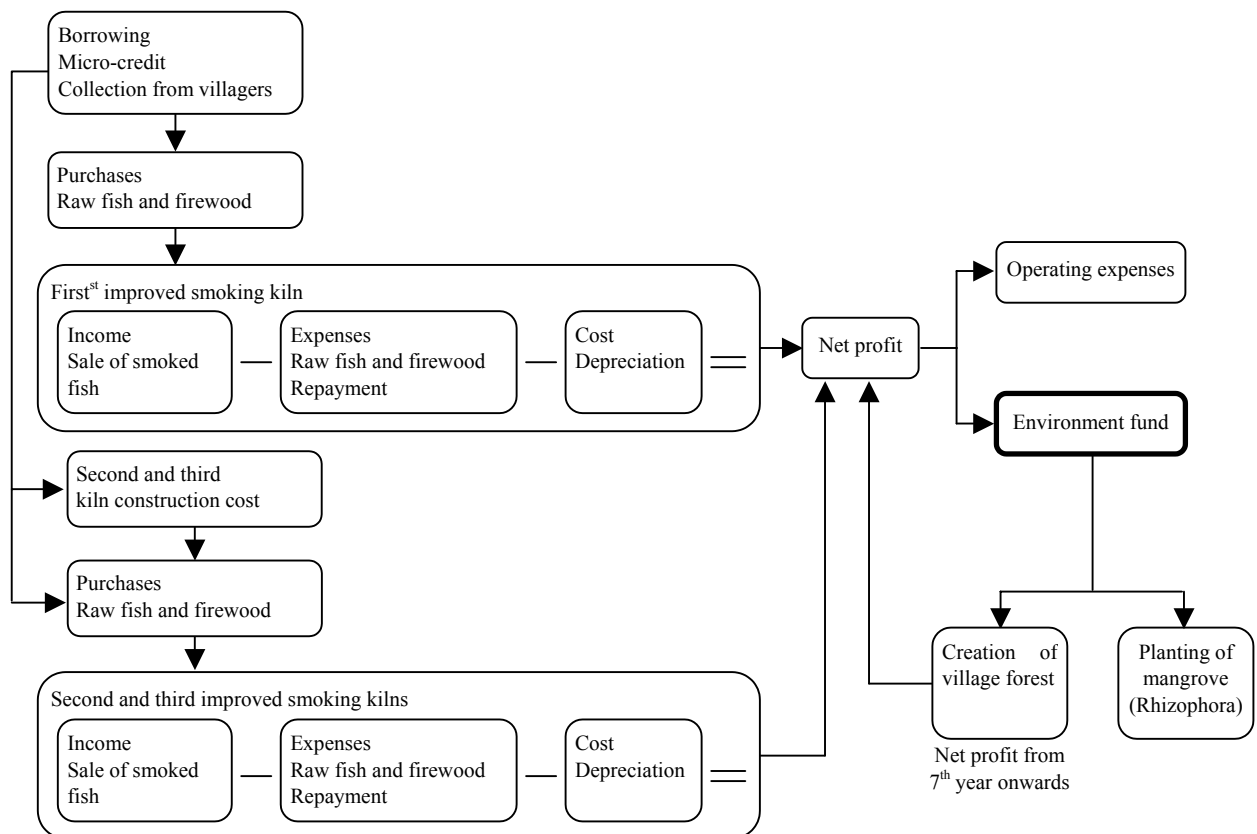 Borrowing
Micro-credit
Collection from villagers
Purchases
Raw fish and firewood
First^st improved smoking kiln
Income
Sale of smoked
fish
Expenses
Raw fish and firewood
Repayment
Cost
Depreciation
Net profit
Operating expenses
Environment fund
Second and third
kiln construction cost
Purchases
Raw fish and firewood
Second and third improved smoking kilns
Income
Sale of smoked
fish
Expenses
Raw fish and firewood
Repayment
Cost
Depreciation
Creation of
village forest
Net profit from
7^th year onwards
Planting of
mangrove
(Rhizophora)